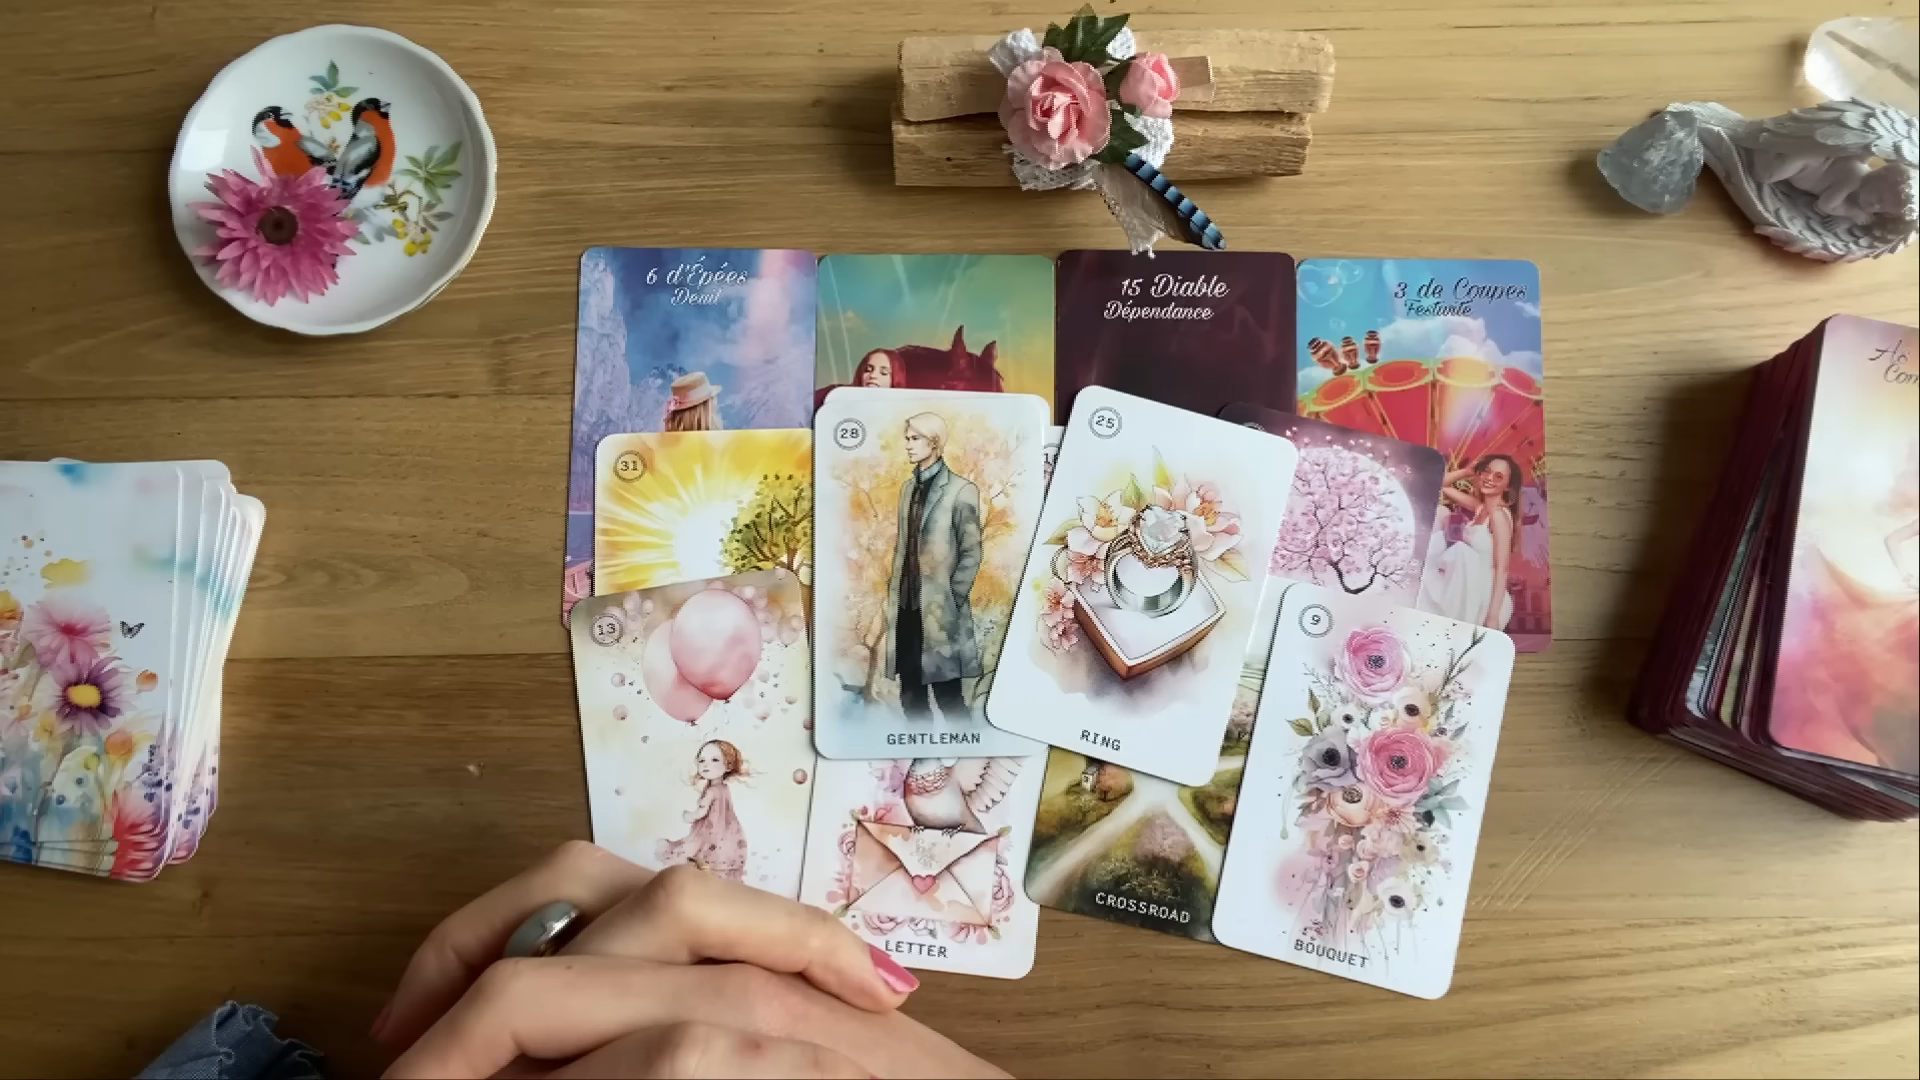 6 d'Épées
Deuil
15 Diable
Dépendance
3 de Coupes
Festivité
31
28
25
GENTLEMAN
RING
13
9
LETTER
CROSSROAD
BOUQUET